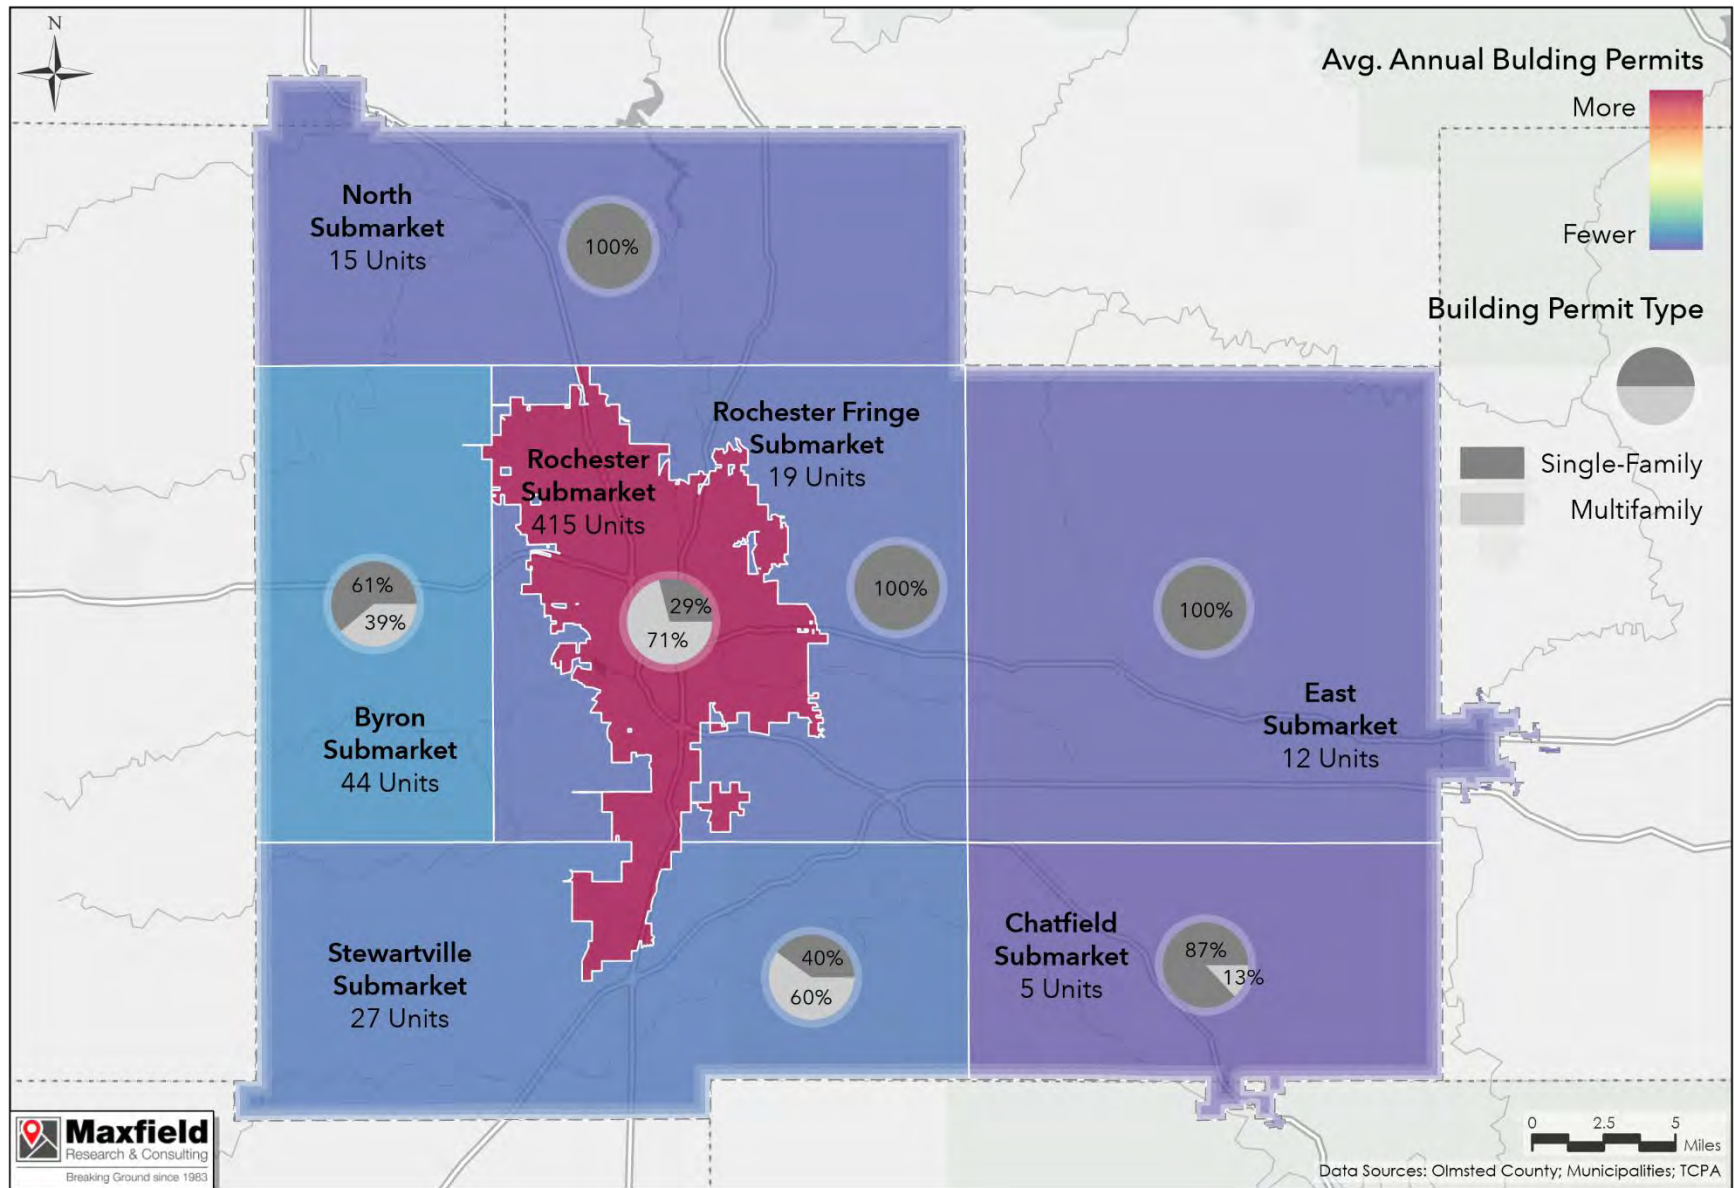 N
Avg. Annual Bulding Permits
More
Fewer
Building Permit Type
Single-Family
Multifamily
North
Submarket
15 Units
100%
Rochester Fringe
Submarket
19 Units
100%
Rochester
Submarket
415 Units
29%
71%
61%
39%
Byron
Submarket
44 Units
100%
East
Submarket
12 Units
Stewartville
Submarket
27 Units
40%
60%
Chatfield
Submarket
5 Units
87%
13%
Maxfield
Research & Consulting
Breaking Ground since 1983
0 2.5 5
Miles
Data Sources: Olmsted County; Municipalities; TCPA